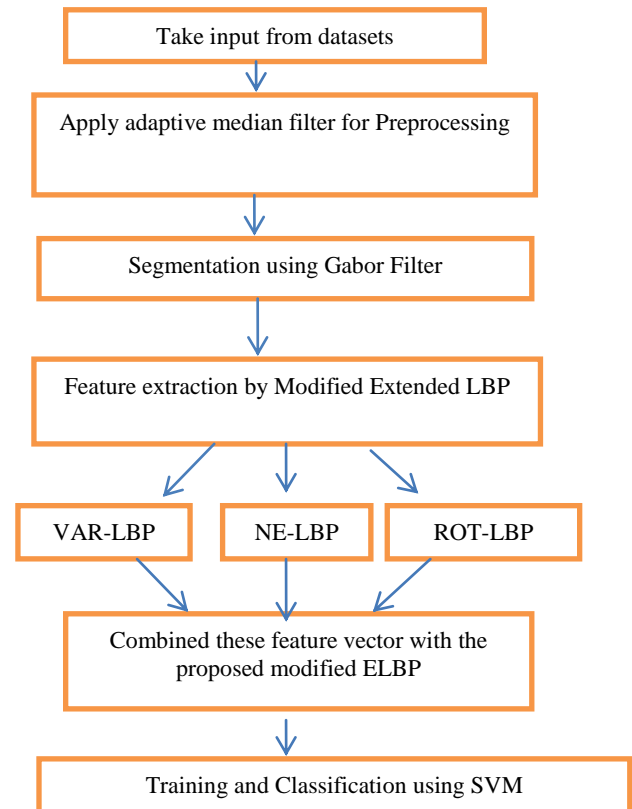 Take input from datasets
Apply adaptive median filter for Preprocessing
Segmentation using Gabor Filter
Feature extraction by Modified Extended LBP
VAR-LBP
NE-LBP
ROT-LBP
Combined these feature vector with the
proposed modified ELBP
Training and Classification using SVM